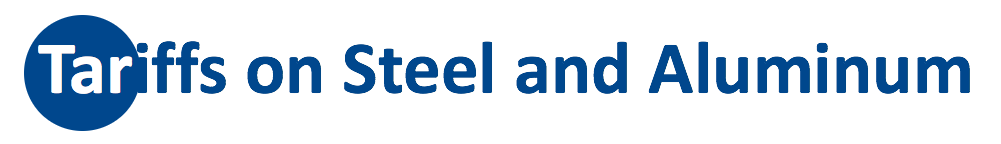 Tariffs on Steel and Aluminum